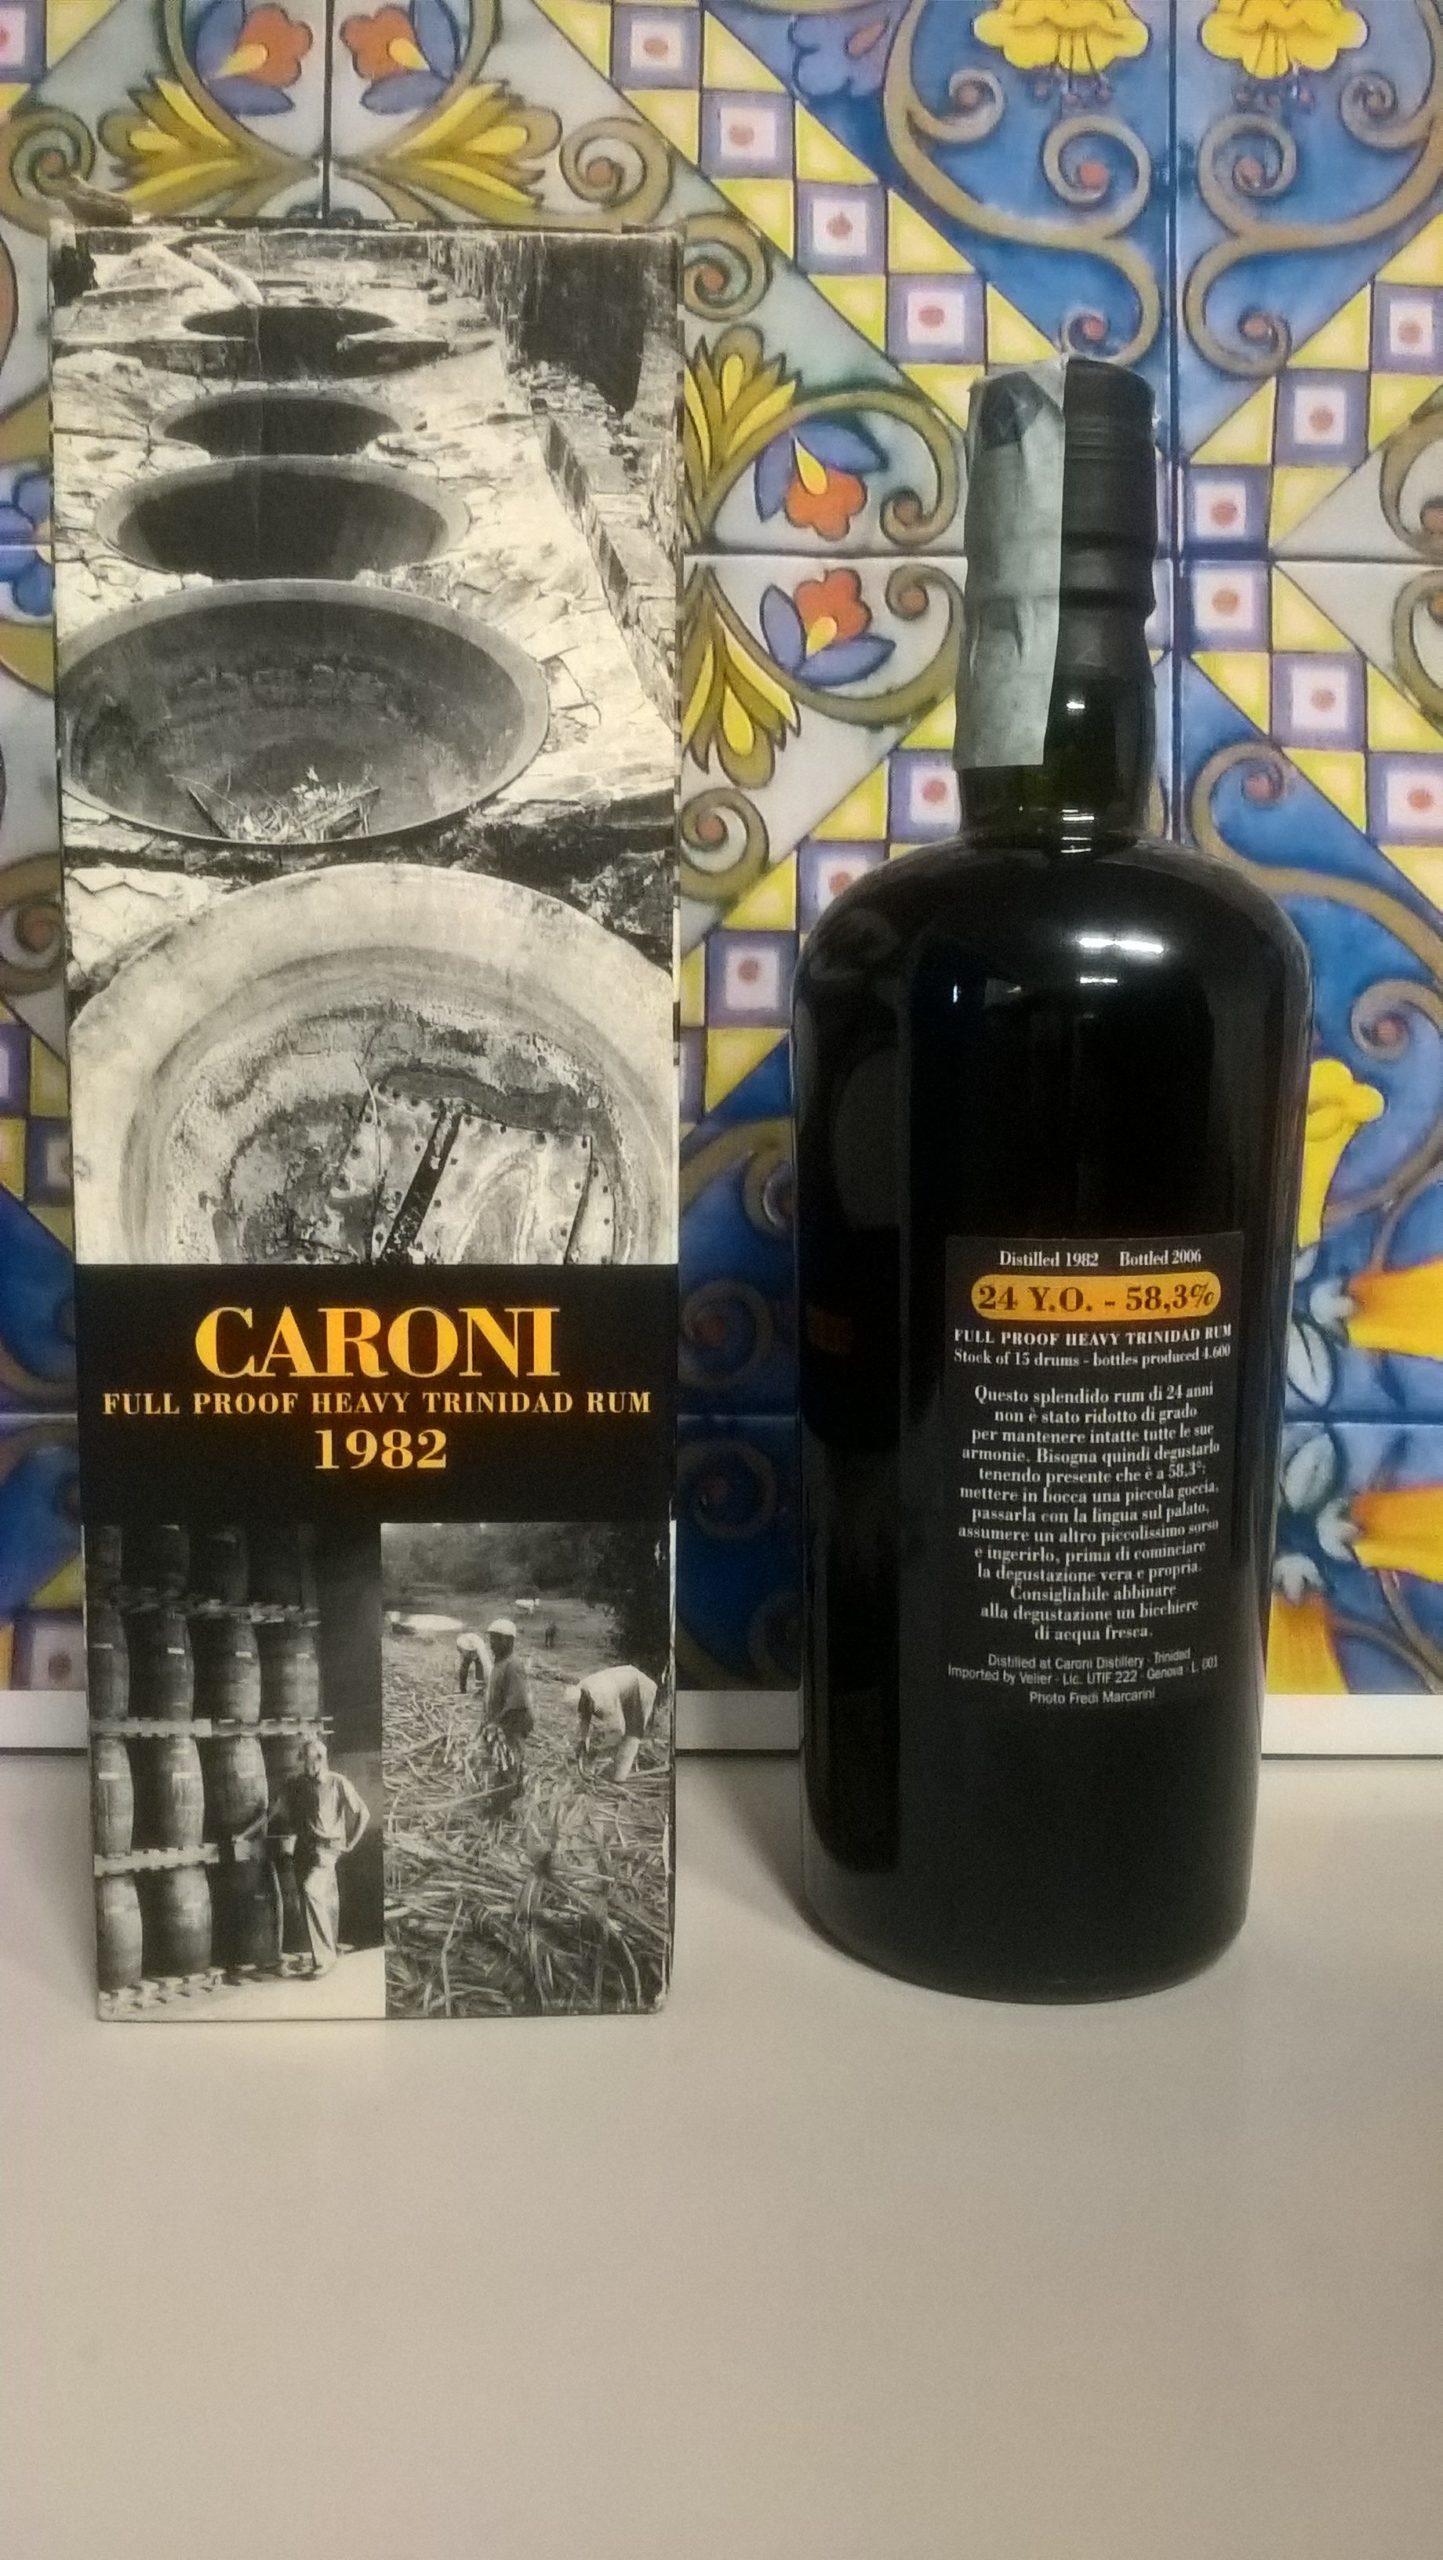 CARONI
FULL PROOF HEAVY TRINIDAD RUM
1982
Distilled 1982 Bottled 2006
24 Y.O. - 58,3%
FULL PROOF HEAVY TRINIDAD RUM
Stock of 15 drums - bottles produced 4.600
Questo splendido rum di 24 anni
non è stato ridotto di grado
per mantenere intatte tutte le sue
armonie. Bisogna quindi degustarlo
tenendo presente che è a 58,3°:
mettere in bocca una piccola goccia,
passarla con la lingua sul palato,
assumere un altro piccolissimo sorso
e ingerirlo, prima di cominciare
la degustazione vera e propria.
Consigliabile abbinare
alla degustazione un bicchiere
di acqua fresca.
Distilled at Caroni Distillery - Trinidad
Imported by Velier - Lic. UTIF 222 - Genova - L. 001
Photo Fredi Marcarini